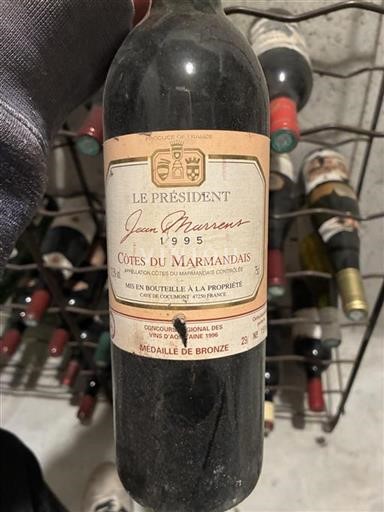 PRODUCE OF FRANCE
LE PRÉSIDENT
Jean Marrens
1995
CÔTES DU MARMANDAIS
APPELLATION CÔTES DU MARMANDAIS CONTRÔLÉE
75cl
MIS EN BOUTEILLE À LA PROPRIÉTÉ
CAVE DE COCUMONT 47250 FRANCE
CONCOURS RÉGIONAL DES
VINS D'AQUITAINE 1996
MÉDAILLE DE BRONZE